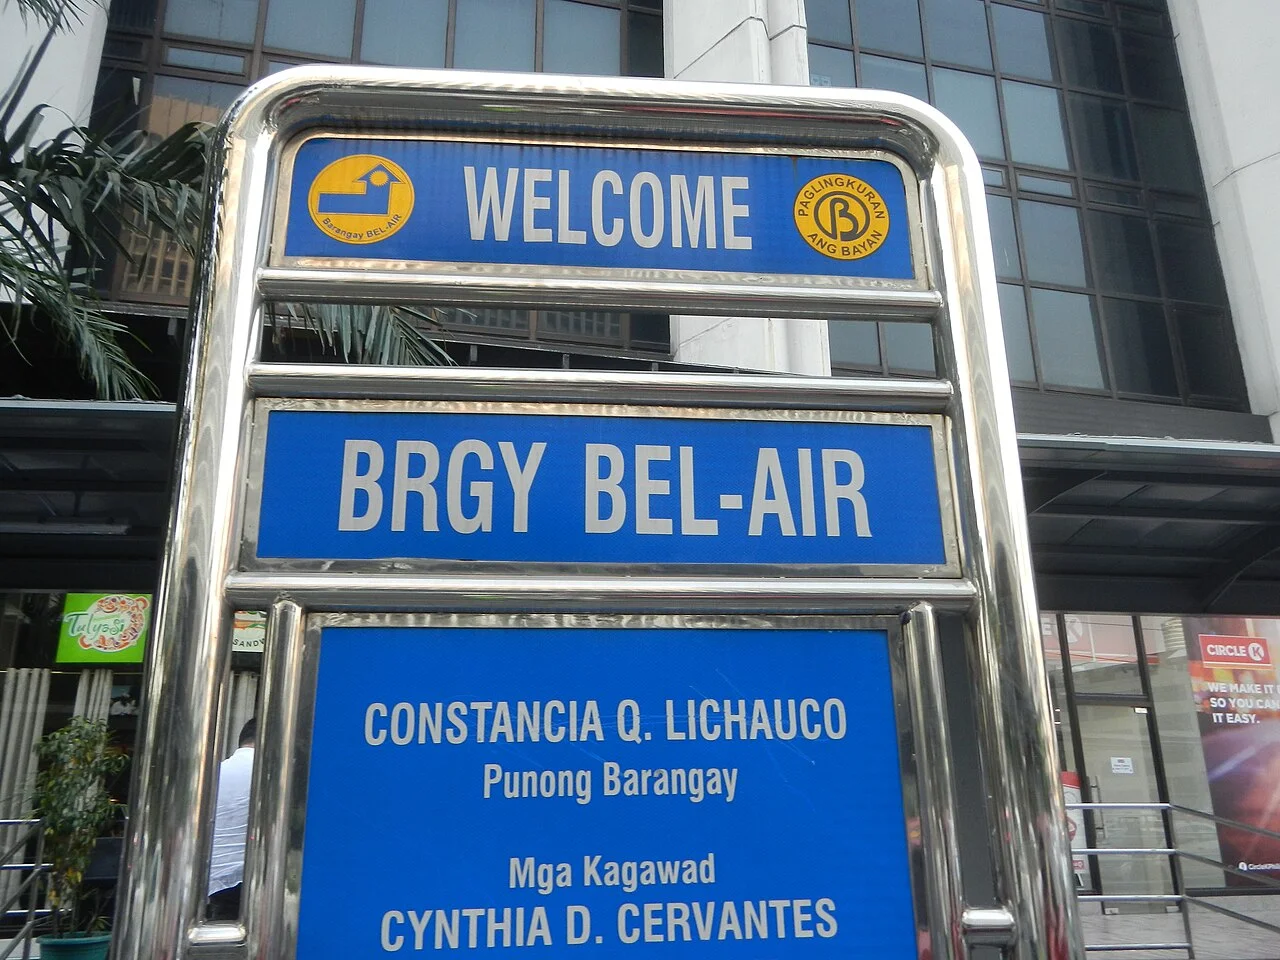 WELCOME
Barangay BEL-AIR
PAGLINGKURAN
ANG BAYAN
B
BRGY BEL-AIR
CONSTANCIA Q. LICHAUCO
Punong Barangay
Mga Kagawad
CYNTHIA D. CERVANTES
CIRCLE K
WE MAKE IT
SO YOU CAN
IT EASY.